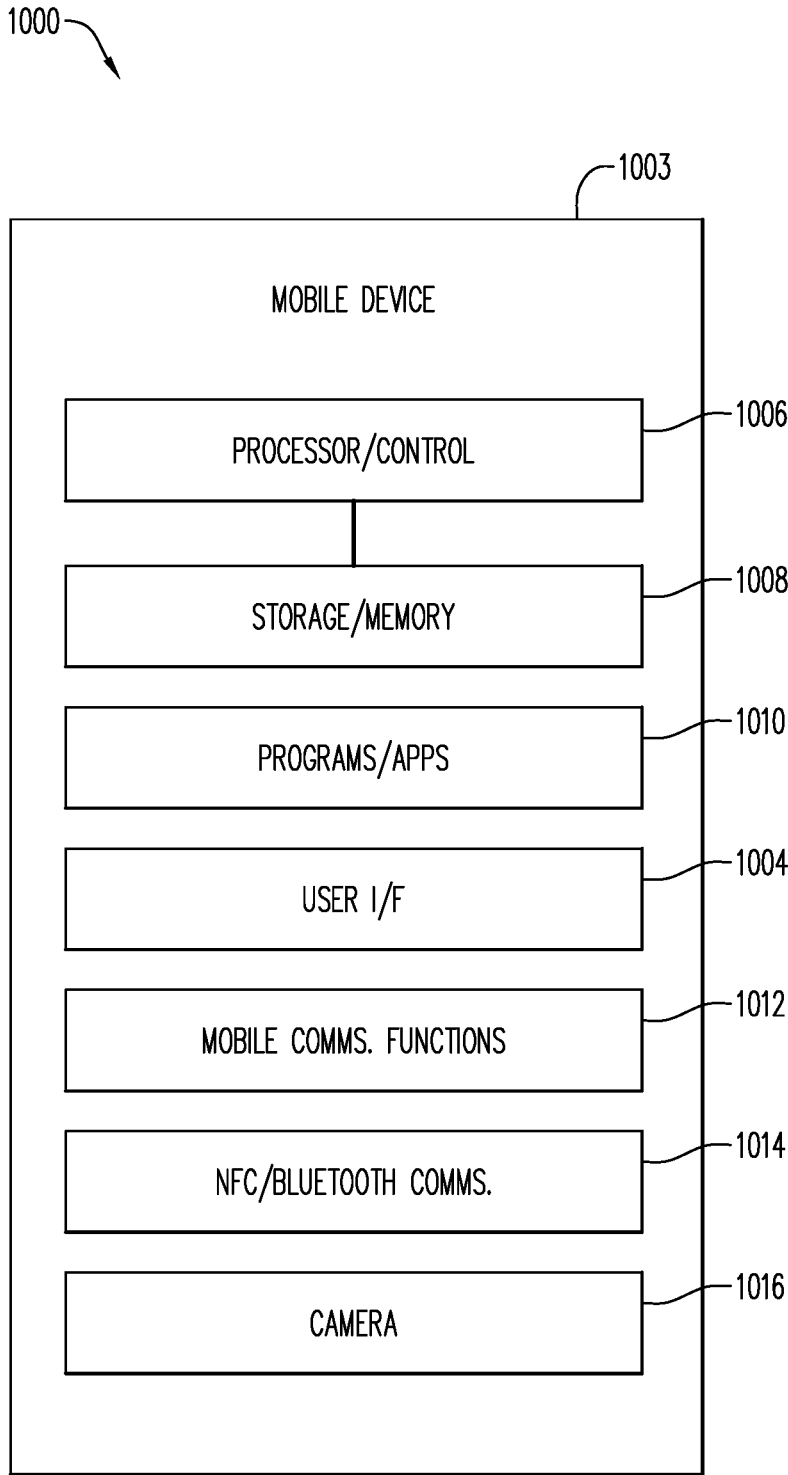 1000
1003
MOBILE DEVICE
PROCESSOR/CONTROL
1006
STORAGE/MEMORY
1008
PROGRAMS/APPS
1010
USER I/F
1004
MOBILE COMMS. FUNCTIONS
1012
NFC/BLUETOOTH COMMS.
1014
CAMERA
1016